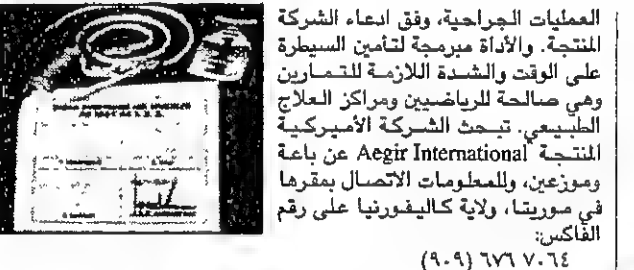 العمليات الجراحية، وفق ادعاء الشركة
المنتجة. والأداة مبرمجة لتأمين السيطرة
على الوقت والشدة اللازمة للتمارين
وهي صالحة للرياضيين ومراكز العلاج
الطبيعي. تبحث الشركة الأميركية
المنتجة Aegir International عن باعة
وموزعين، وللمعلومات الاتصال بمقرها
في موريتا، ولاية كاليفورنيا على رقم
الفاكس:
(٩٠٩) ٦٧٦ ٧٠٦٤